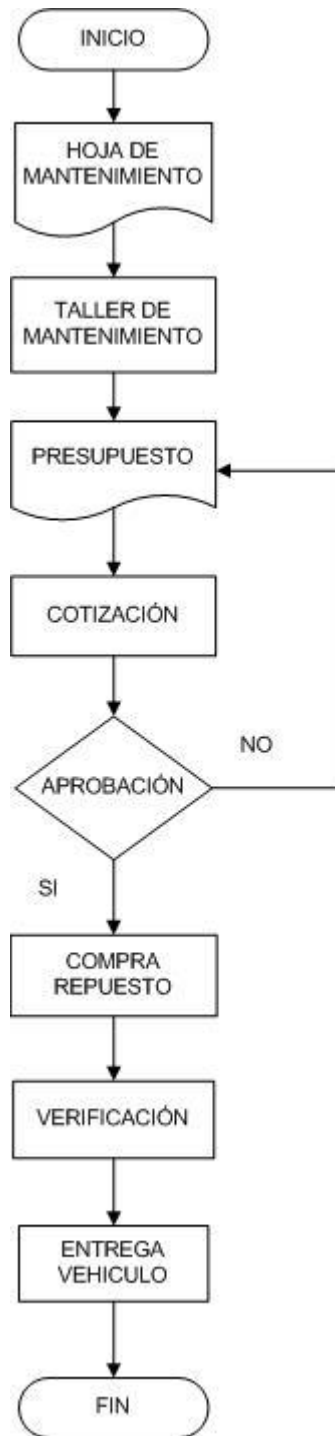 INICIO
HOJA DE
MANTENIMIENTO
TALLER DE
MANTENIMIENTO
PRESUPUESTO
COTIZACIÓN
NO
APROBACIÓN
SI
COMPRA
REPUESTO
VERIFICACIÓN
ENTREGA
VEHICULO
FIN